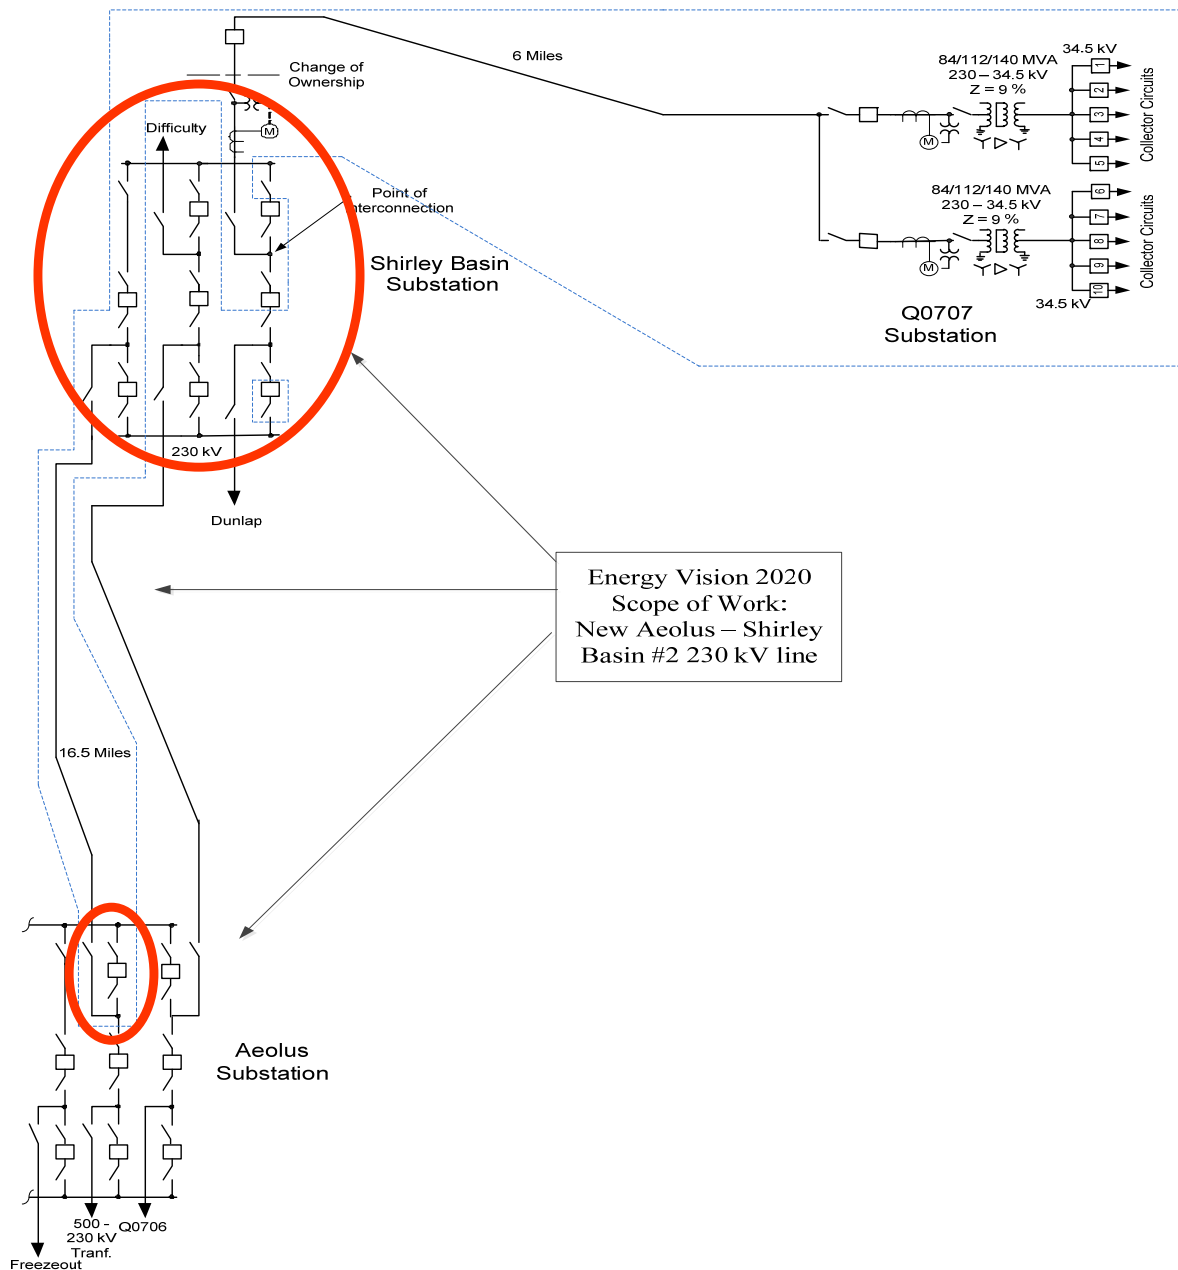 6 Miles
Change of
Ownership
M
Difficulty
Point of
Interconnection
Shirley Basin
Substation
230 kV
Dunlap
84/112/140 MVA
230 – 34.5 kV
Z = 9 %
34.5 kV
M
1
2
3
4
5
Collector Circuits
84/112/140 MVA
230 – 34.5 kV
Z = 9 %
M
6
7
8
9
10
34.5 kV
Collector Circuits
Q0707
Substation
Energy Vision 2020
Scope of Work:
New Aeolus – Shirley
Basin #2 230 kV line
16.5 Miles
Aeolus
Substation
500 -
230 kV
Tranf.
Q0706
Freezeout